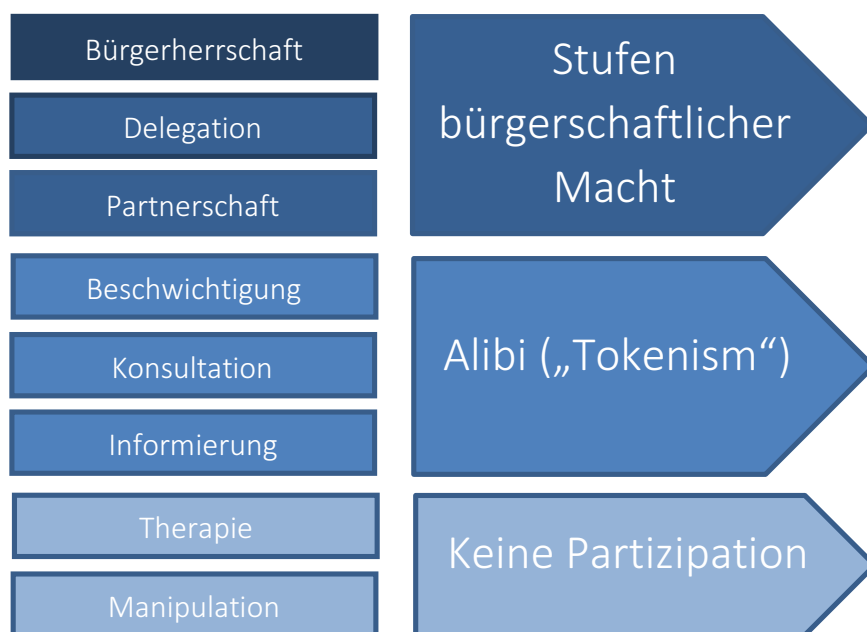 Bürgerherrschaft
Delegation
Partnerschaft
Stufen
bürgerschaftlicher
Macht
Beschwichtigung
Konsultation
Informierung
Alibi („Tokenism“)
Therapie
Manipulation
Keine Partizipation